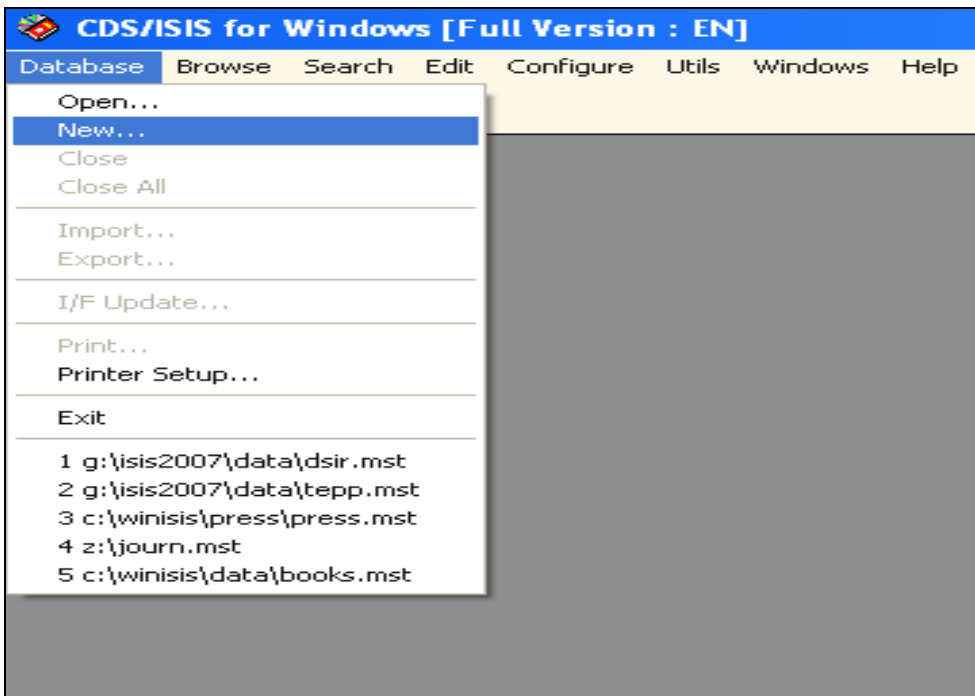 CDS/ISIS for Windows [Full Version : EN]
Database Browse Search Edit Configure Utils Windows Help
Open...
New...
Close
Close All
Import...
Export...
I/F Update...
Print...
Printer Setup...
Exit
1 g:\isis2007\data\dsir.mst
2 g:\isis2007\data\tepp.mst
3 c:\winisis\press\press.mst
4 z:\journ.mst
5 c:\winisis\data\books.mst